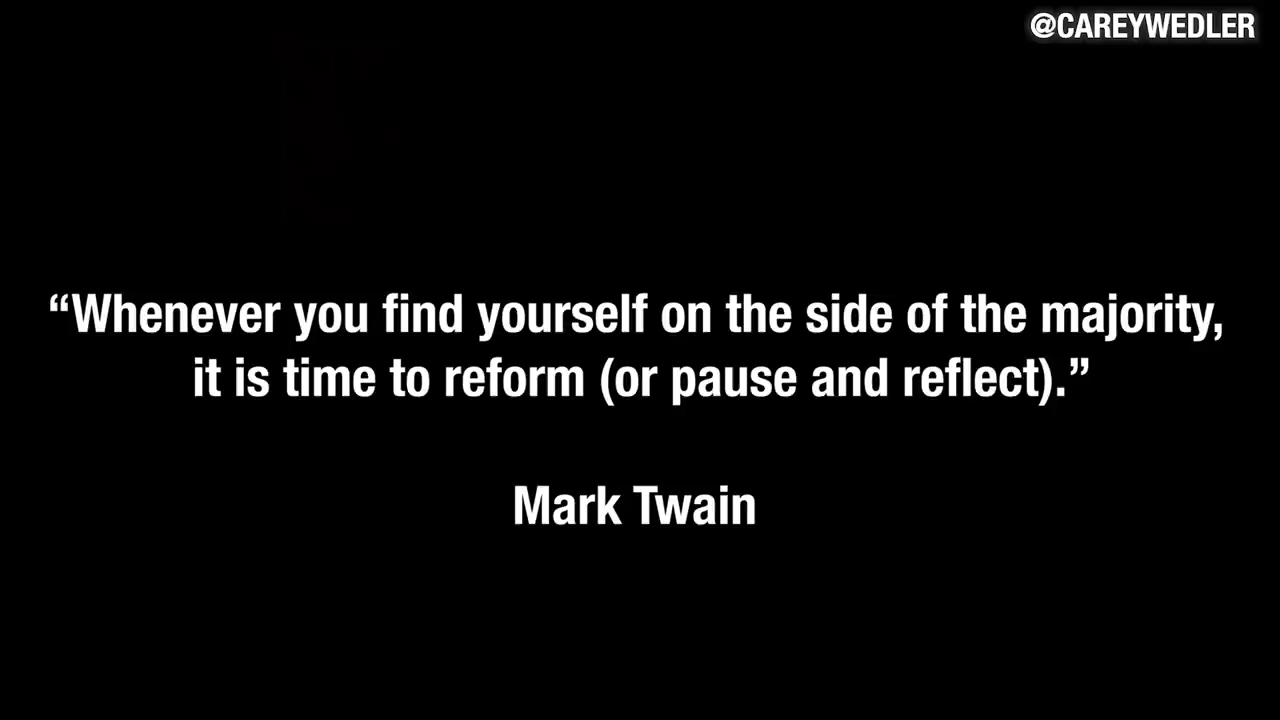 @CAREYWEDLER
“Whenever you find yourself on the side of the majority,
it is time to reform (or pause and reflect).”
Mark Twain